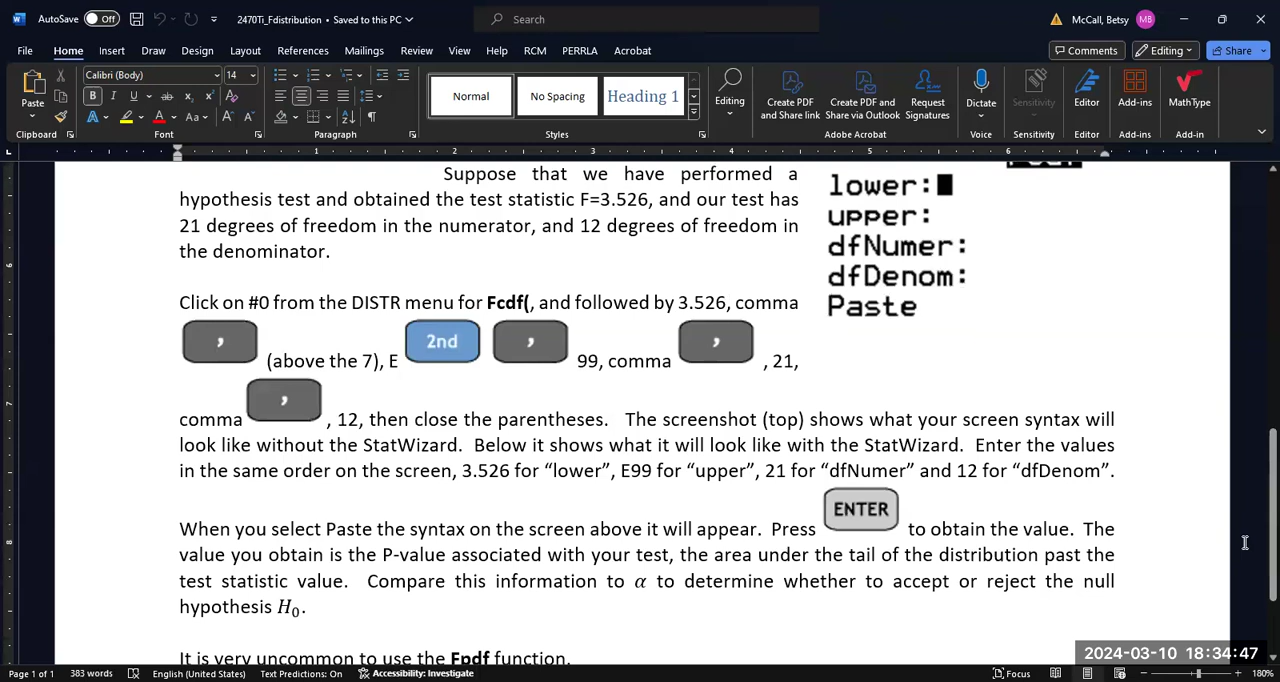 AutoSave Off 2470Ti_Fdistribution • Saved to this PC Search McCall, Betsy MB
File Home Insert Draw Design Layout References Mailings Review View Help RCM PERRLA Acrobat Comments Editing Share
Paste Calibri (Body) 14 Normal No Spacing Heading 1 Editing Create PDF and Share link Create PDF and Share via Outlook Request Signatures Dictate Sensitivity Editor Add-ins MathType
B I U ab x₂ x² A A Aa A A
Clipboard Font Paragraph Styles Adobe Acrobat Voice Sensitivity Editor Add-ins Add-in
1 2 3 4 5 6
Suppose that we have performed a
hypothesis test and obtained the test statistic F=3.526, and our test has
21 degrees of freedom in the numerator, and 12 degrees of freedom in
the denominator.
lower:
upper:
dfNumer:
dfDenom:
Paste
Click on #0 from the DISTR menu for Fcdf(, and followed by 3.526, comma
, (above the 7), E 2nd , 99, comma , , 21,
comma , , 12, then close the parentheses. The screenshot (top) shows what your screen syntax will
look like without the StatWizard. Below it shows what it will look like with the StatWizard. Enter the values
in the same order on the screen, 3.526 for “lower”, E99 for “upper”, 21 for “dfNumer” and 12 for “dfDenom”.
When you select Paste the syntax on the screen above it will appear. Press ENTER to obtain the value. The
value you obtain is the P-value associated with your test, the area under the tail of the distribution past the
test statistic value. Compare this information to α to determine whether to accept or reject the null
hypothesis H₀.
It is very uncommon to use the Fpdf function.
2024-03-10 18:34:47
Page 1 of 1 383 words English (United States) Text Predictions: On Accessibility: Investigate Focus 180%